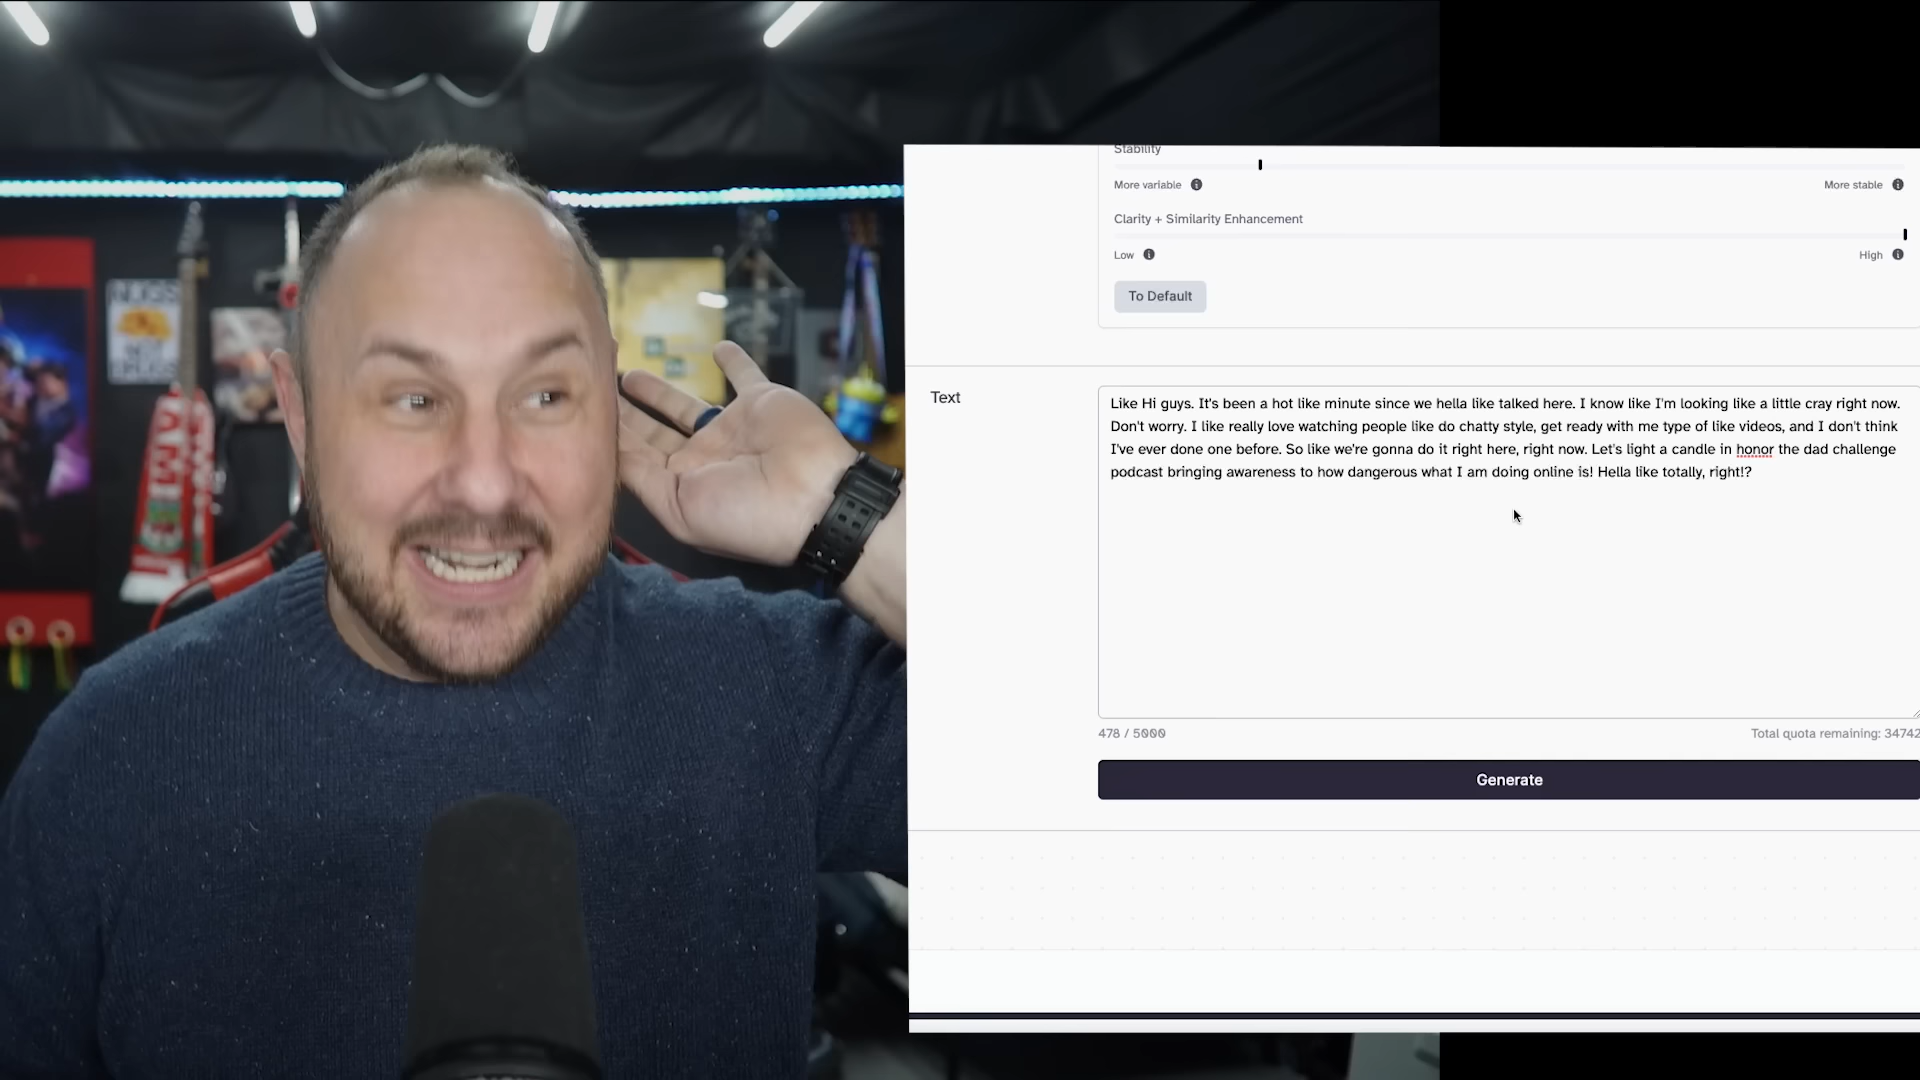 Stability
More variable
More stable
Clarity + Similarity Enhancement
Low
High
To Default
Text
Like Hi guys. It's been a hot like minute since we hella like talked here. I know like I'm looking like a little cray right now.
Don't worry. I like really love watching people like do chatty style, get ready with me type of like videos, and I don't think
I've ever done one before. So like we're gonna do it right here, right now. Let's light a candle in honor the dad challenge
podcast bringing awareness to how dangerous what I am doing online is! Hella like totally, right!?
478 / 5000
Total quota remaining: 34742
Generate
NUGS